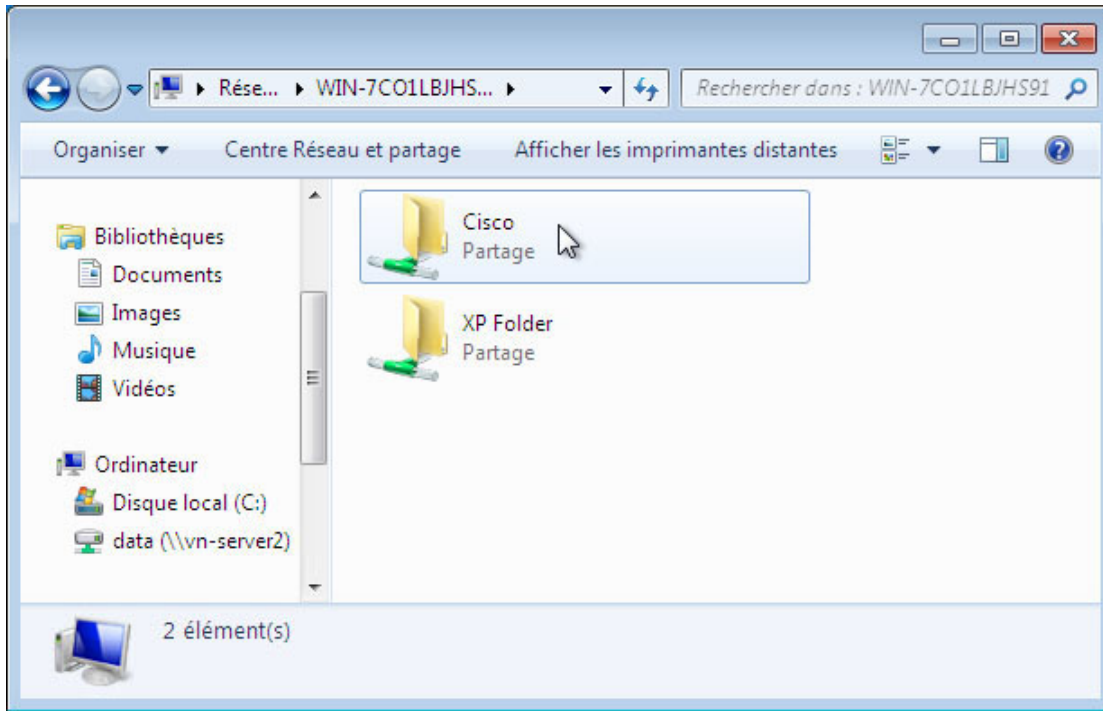 Rése... WIN-7CO1LBJHS... Rechercher dans : WIN-7CO1LBJHS91
Organiser Centre Réseau et partage Afficher les imprimantes distantes
Bibliothèques
Documents
Images
Musique
Vidéos
Ordinateur
Disque local (C:)
data (\\vn-server2)
Cisco
Partage
XP Folder
Partage
2 élément(s)